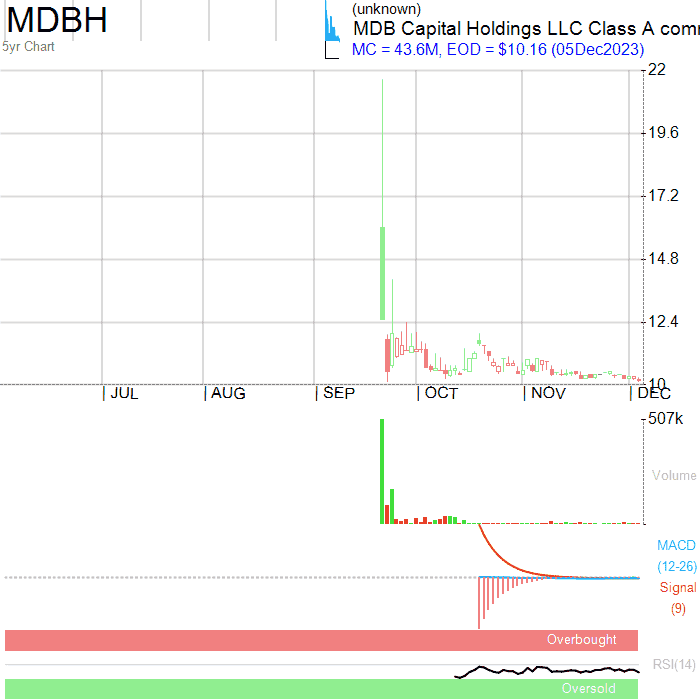 MDBH
(unknown)
MDB Capital Holdings LLC Class A com
5yr Chart
MC = 43.6M, EOD = $10.16 (05Dec2023)
22
19.6
17.2
14.8
12.4
10
JUL AUG SEP OCT NOV DEC
507k
Volume
MACD
(12-26)
Signal
(9)
Overbought
RSI(14)
Oversold